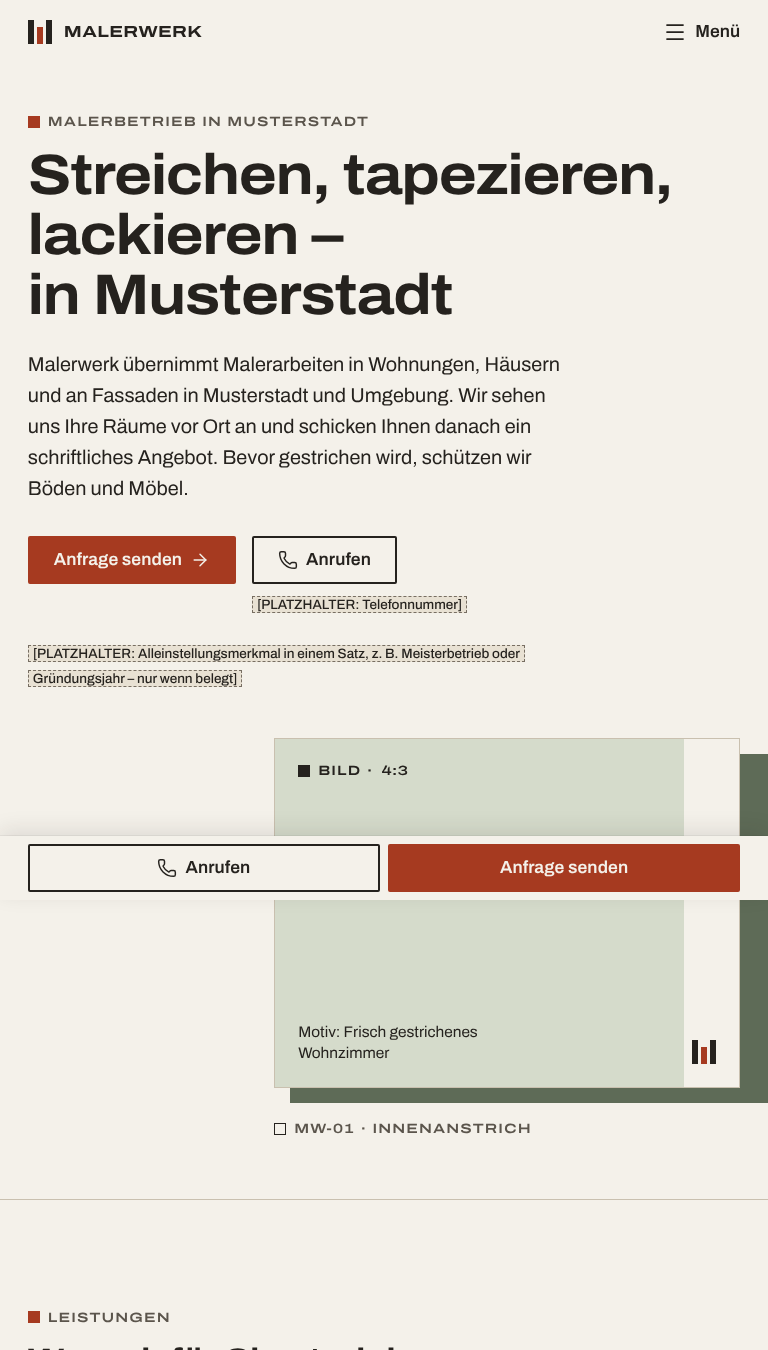 MALERWERK
Menü
MALERBETRIEB IN MUSTERSTADT
Streichen, tapezieren,
lackieren –
in Musterstadt
Malerwerk übernimmt Malerarbeiten in Wohnungen, Häusern
und an Fassaden in Musterstadt und Umgebung. Wir sehen
uns Ihre Räume vor Ort an und schicken Ihnen danach ein
schriftliches Angebot. Bevor gestrichen wird, schützen wir
Böden und Möbel.
Anfrage senden
Anrufen
[PLATZHALTER: Telefonnummer]
[PLATZHALTER: Alleinstellungsmerkmal in einem Satz, z. B. Meisterbetrieb oder
Gründungsjahr – nur wenn belegt]
BILD · 4:3
Anrufen
Anfrage senden
Motiv: Frisch gestrichenes
Wohnzimmer
MW-01 · INNENANSTRICH
LEISTUNGEN